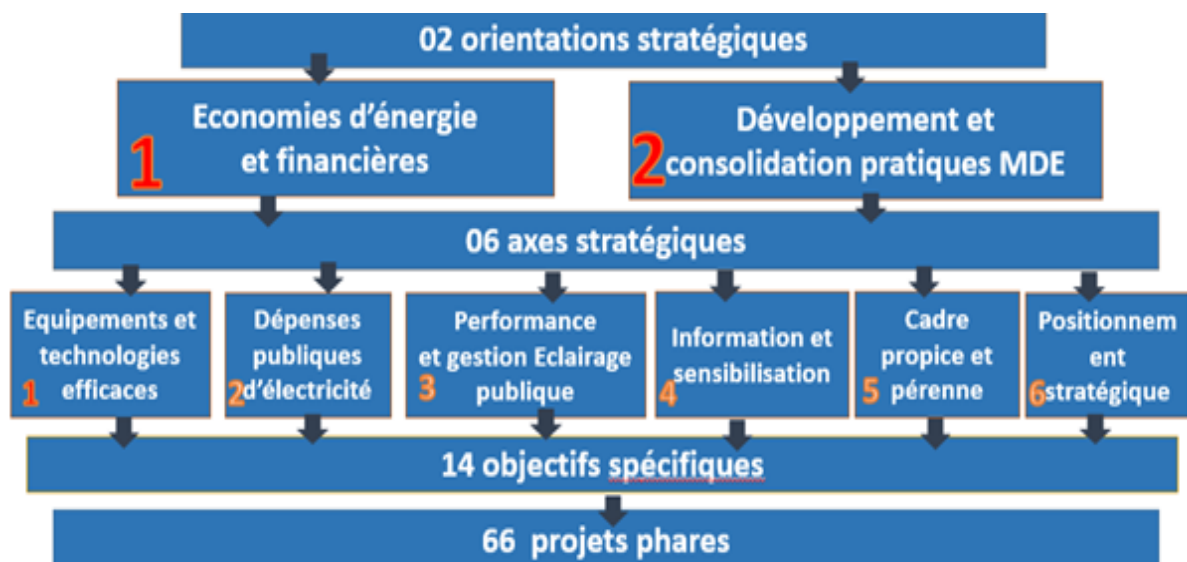 02 orientations stratégiques
Economies d'énergie
et financières
1
Développement et
consolidation pratiques MDE
2
06 axes stratégiques
Equipements et
technologies
efficaces
1
Dépenses
publiques
d'électricité
2
Performance
et gestion Eclairage
publique
3
Information et
sensibilisation
4
Cadre
propice et
pérenne
5
Positionnem
ent
stratégique
6
14 objectifs spécifiques
66 projets phares